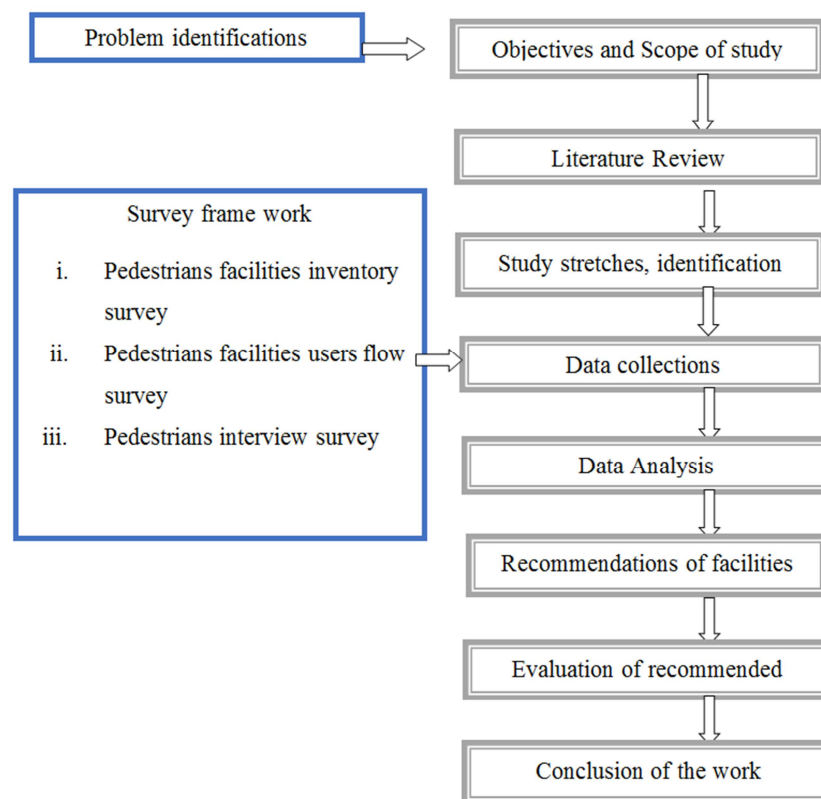 Problem identifications
Objectives and Scope of study
Literature Review
Survey frame work
i. Pedestrians facilities inventory
survey
ii. Pedestrians facilities users flow
survey
iii. Pedestrians interview survey
Study stretches, identification
Data collections
Data Analysis
Recommendations of facilities
Evaluation of recommended
Conclusion of the work